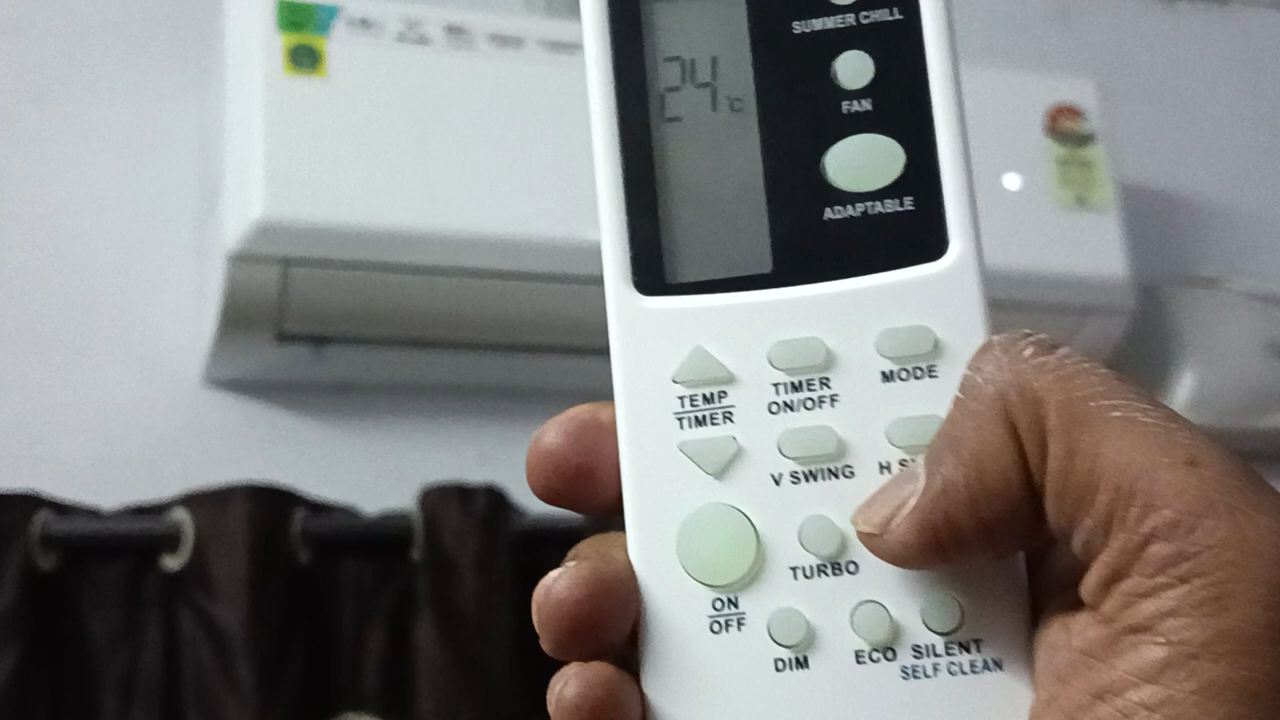 SUMMER CHILL
24°C
FAN
ADAPTABLE
TEMP
TIMER
TIMER
ON/OFF
MODE
V SWING
H
ON
OFF
TURBO
DIM
ECO
SILENT
SELF CLEAN